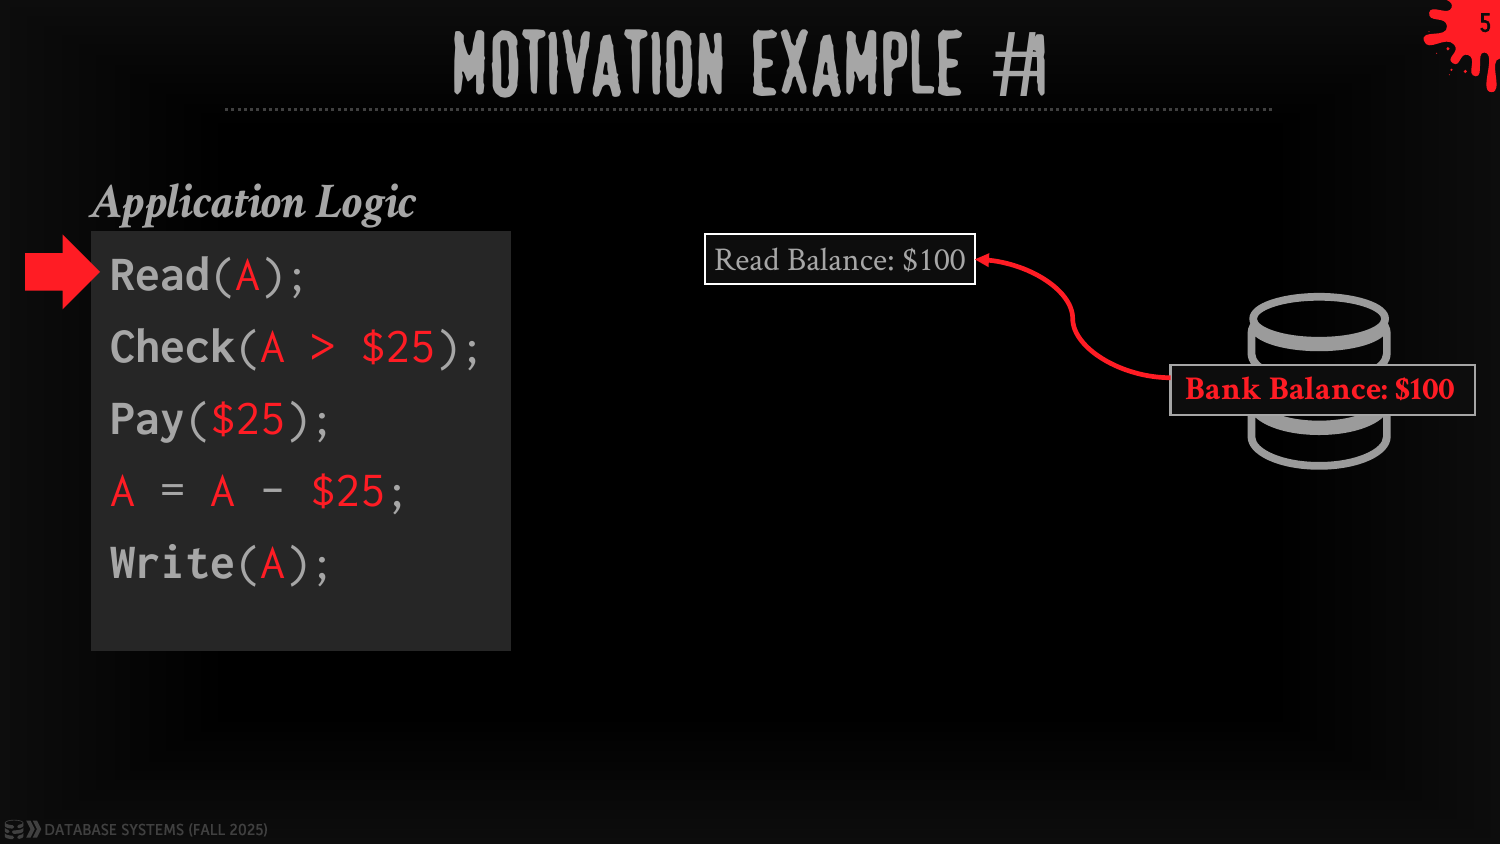 5
MOTIVATION EXAMPLE #1
Application Logic
Read(A);
Check(A > $25);
Pay($25);
A = A - $25;
Write(A);
Read Balance: $100
Bank Balance: $100
DATABASE SYSTEMS (FALL 2025)